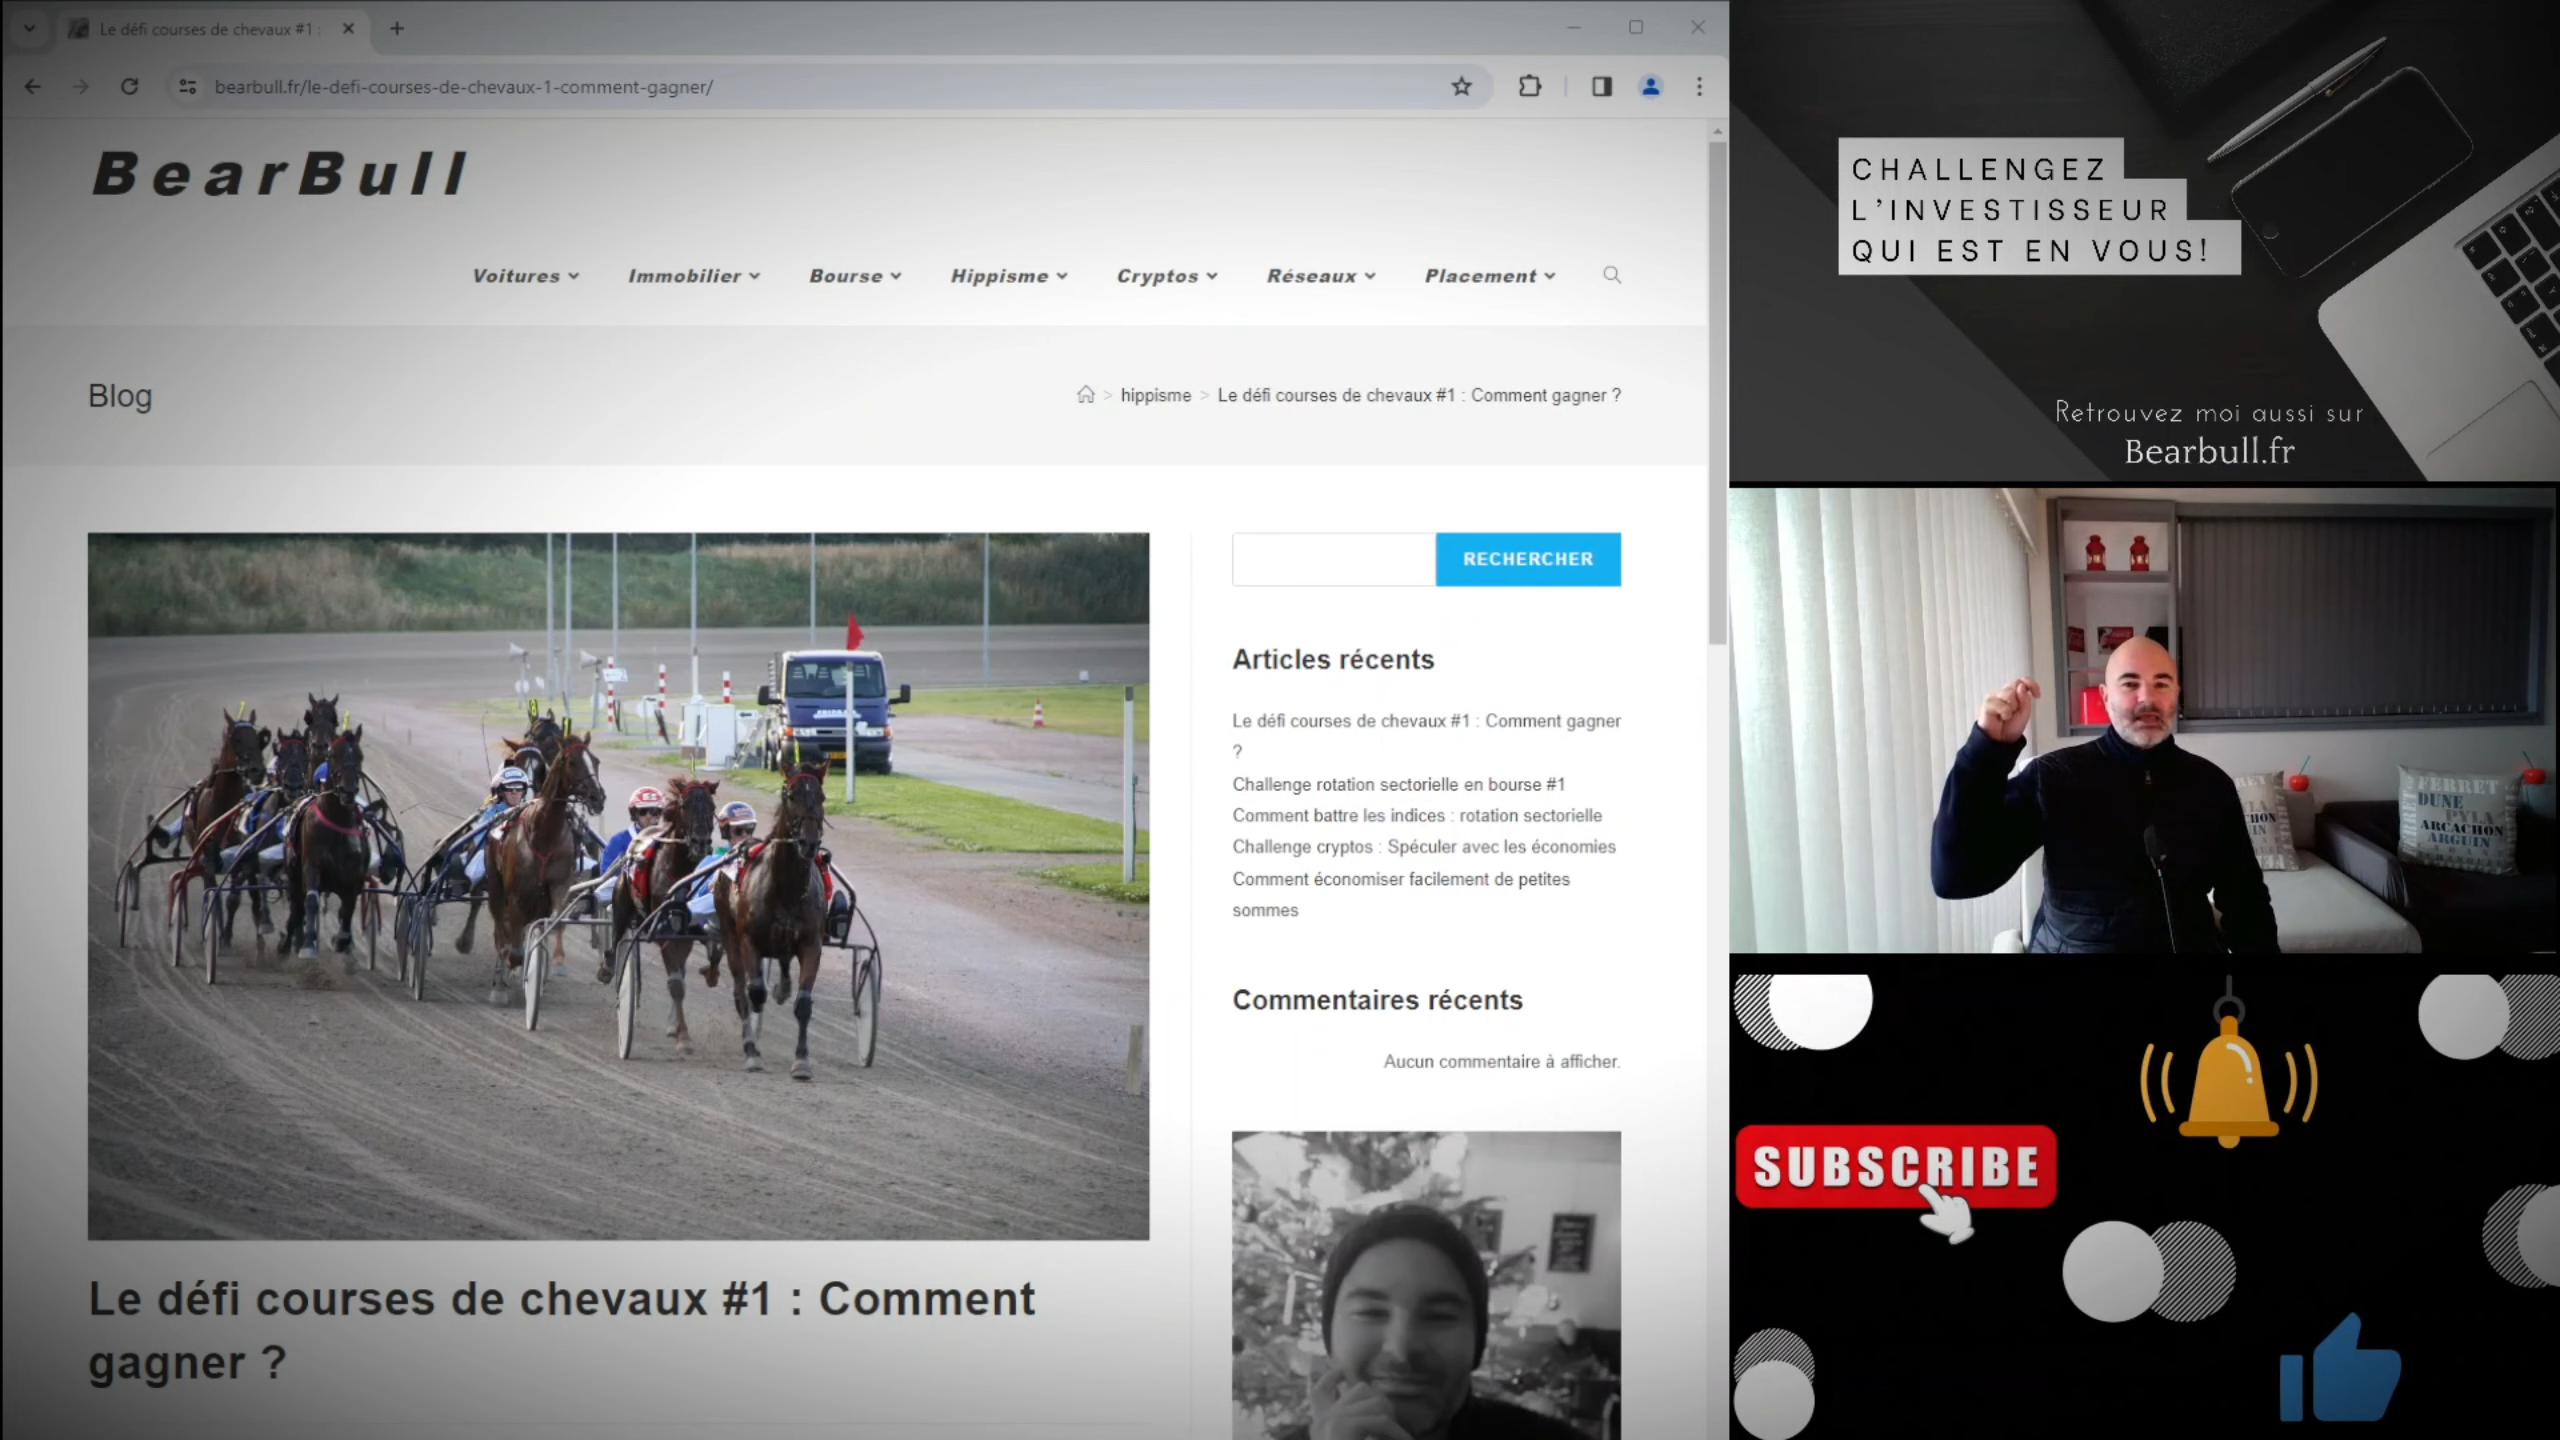 Le défi courses de chevaux #1 :
bearbull.fr/le-defi-courses-de-chevaux-1-comment-gagner/
BearBull
Voitures Immobilier Bourse Hippisme Cryptos Réseaux Placement
Blog
> hippisme > Le défi courses de chevaux #1 : Comment gagner ?
RECHERCHER
Articles récents
Le défi courses de chevaux #1 : Comment gagner
?
Challenge rotation sectorielle en bourse #1
Comment battre les indices : rotation sectorielle
Challenge cryptos : Spéculer avec les économies
Comment économiser facilement de petites
sommes
Commentaires récents
Aucun commentaire à afficher.
Le défi courses de chevaux #1 : Comment
gagner ?
CHALLENGEZ
L'INVESTISSEUR
QUI EST EN VOUS!
Retrouvez moi aussi sur
Bearbull.fr
FERRET
DUNE
PYLA
ARCACHON
ARGUIN
SUBSCRIBE